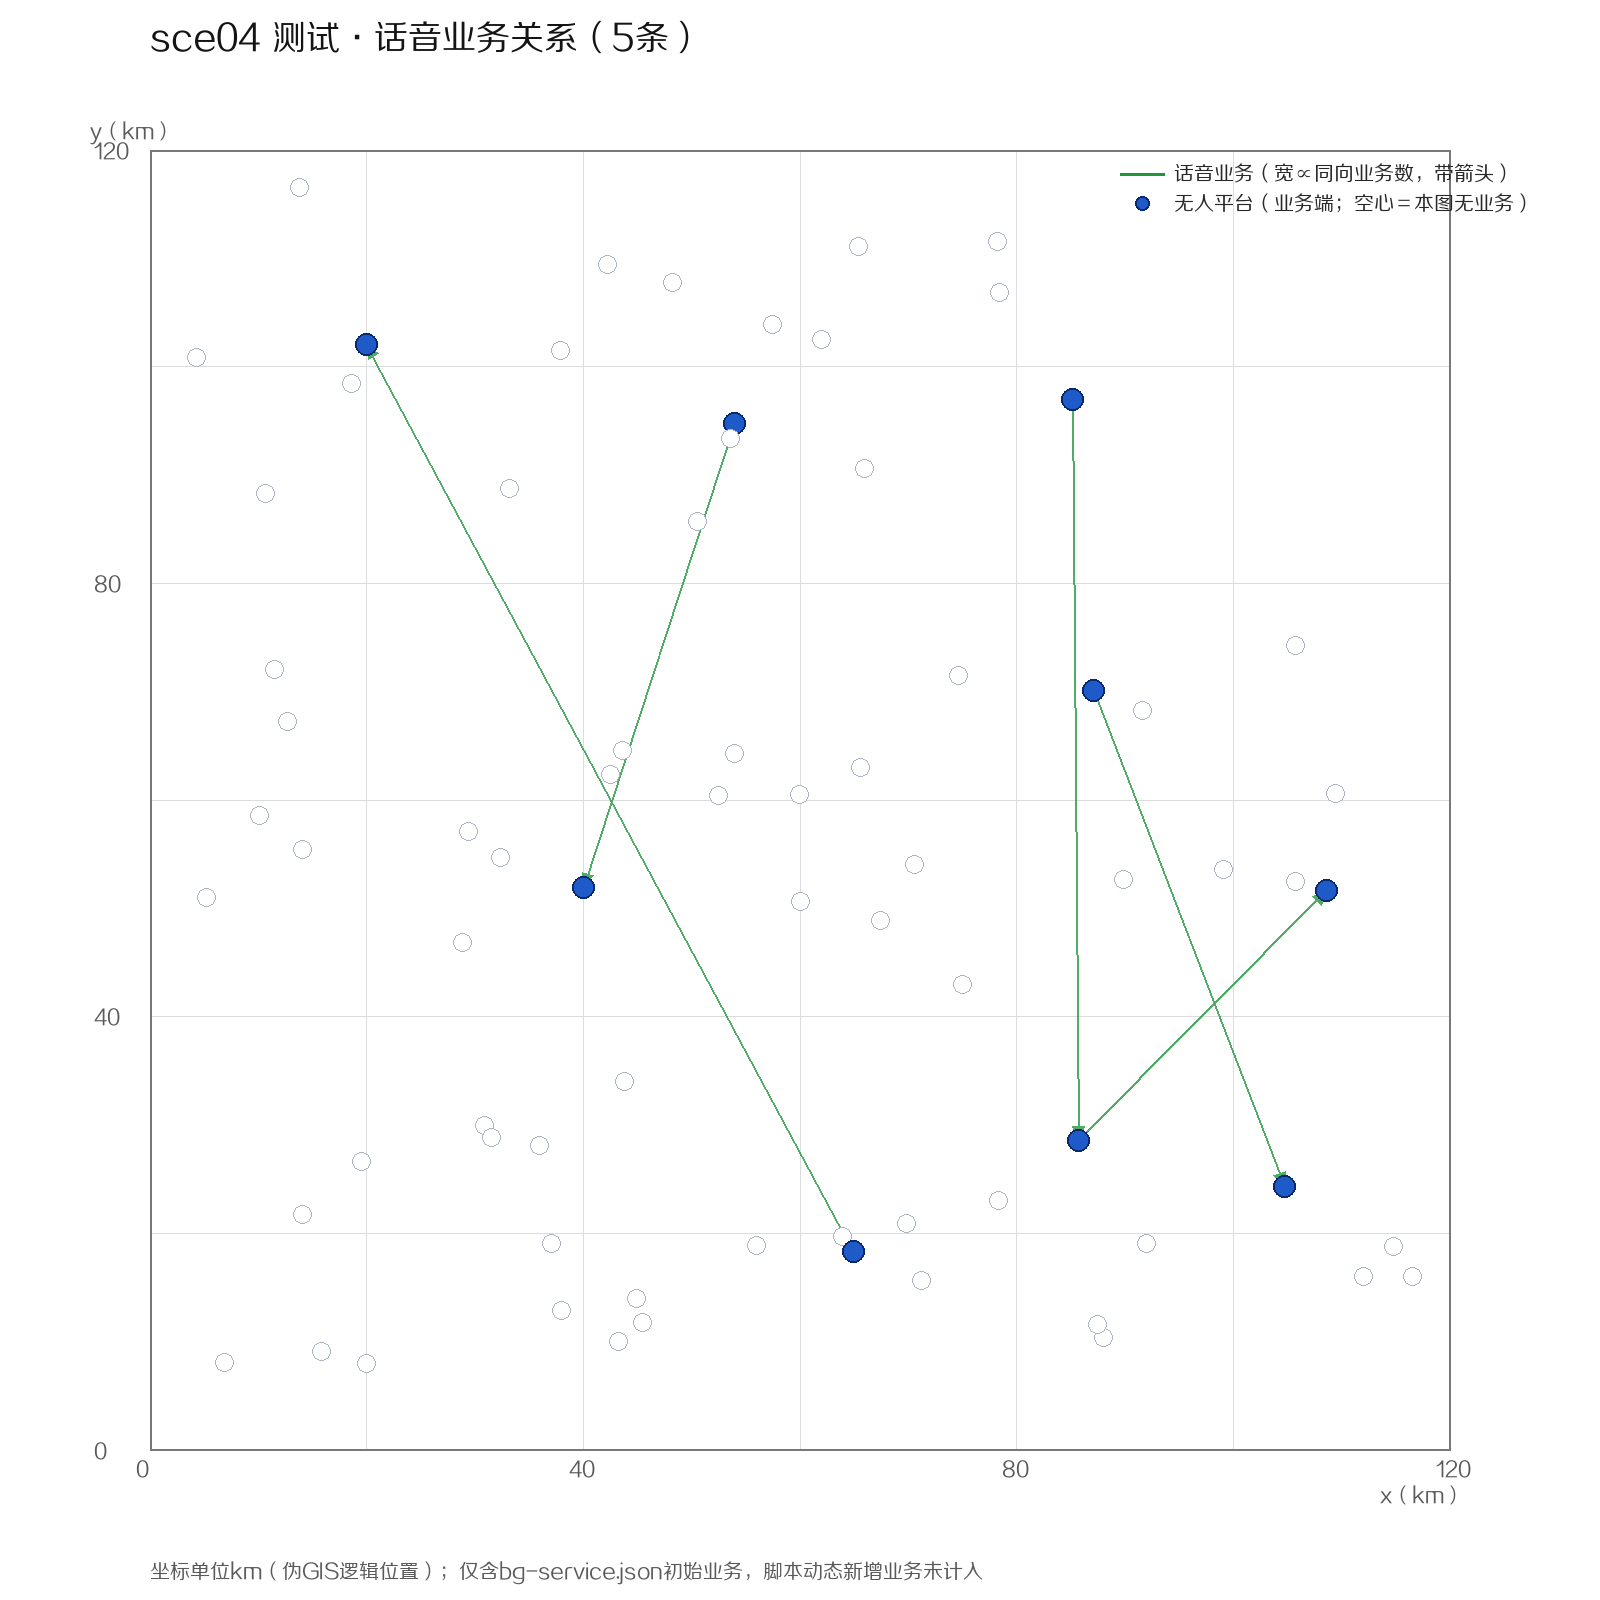 sce04 测试·话音业务关系（5条）
y（km）
120
话音业务（宽∝同向业务数，带箭头）
无人平台（业务端；空心＝本图无业务）
80
40
0
0 40 80 120
x（km）
坐标单位km（伪GIS逻辑位置）；仅含bg-service.json初始业务，脚本动态新增业务未计入